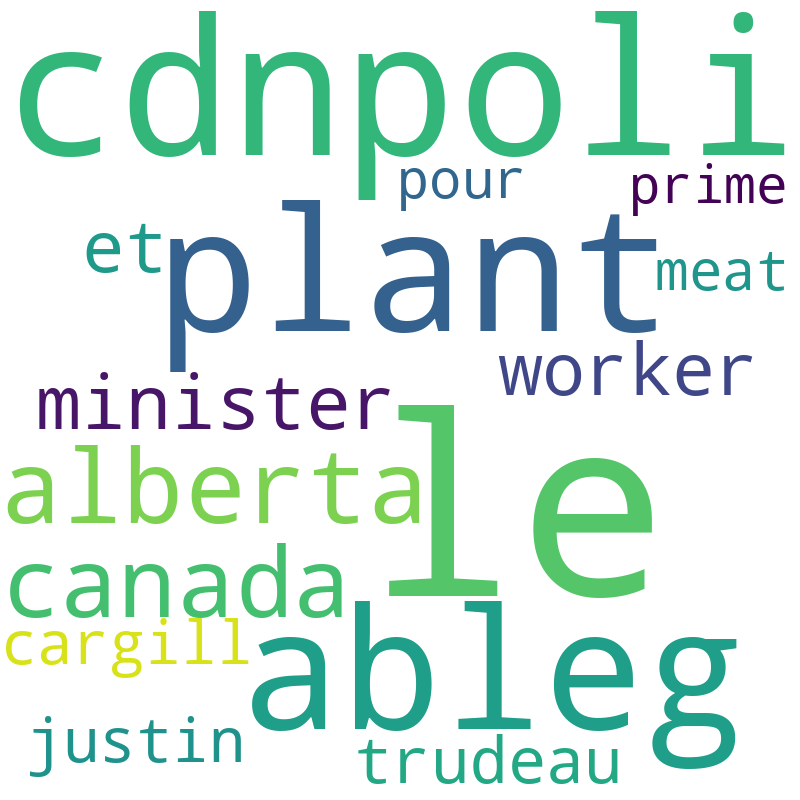 cdnpoli
pour
prime
et
plant
meat
worker
minister
le
alberta
canada
cargill
ableg
justin
trudeau